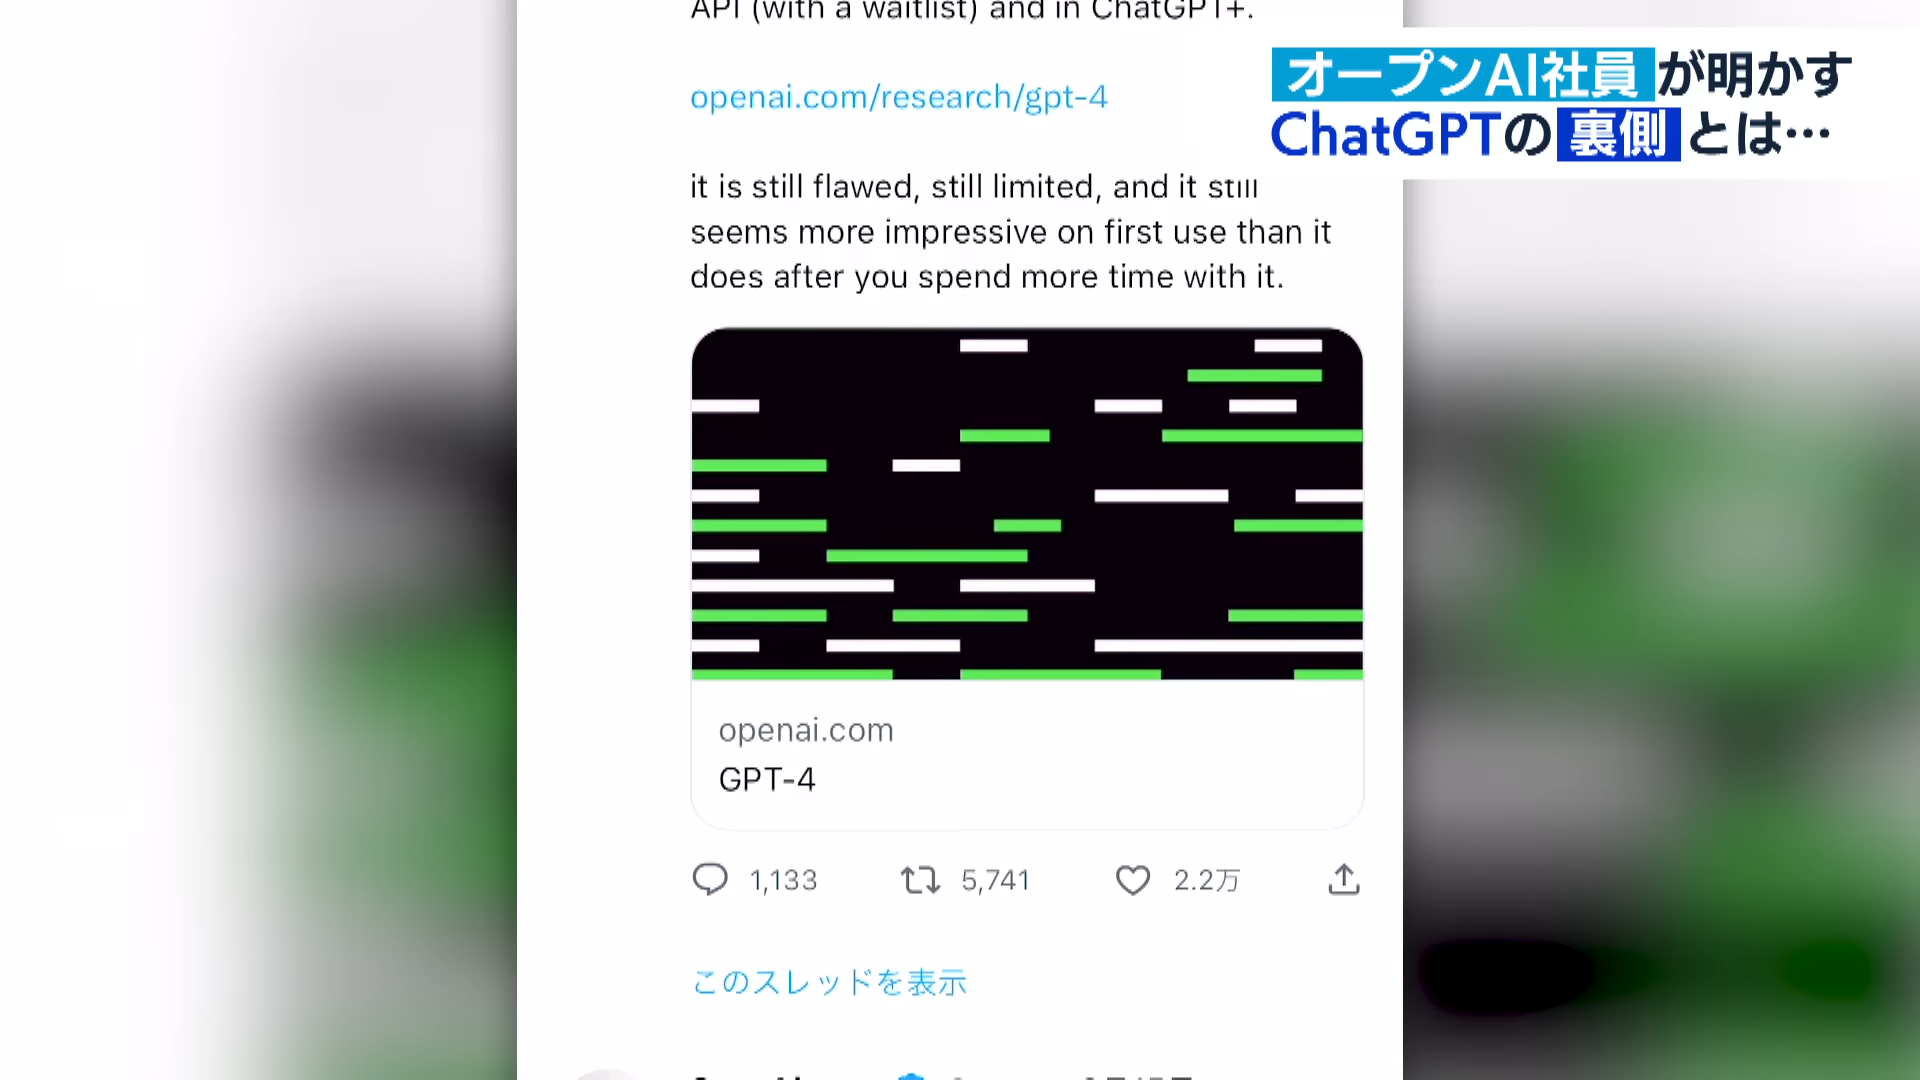 API (with a waitlist) and in ChatGPT+.
オープンAI社員が明かす
ChatGPTの裏側とは…
openai.com/research/gpt-4
it is still flawed, still limited, and it still
seems more impressive on first use than it
does after you spend more time with it.
openai.com
GPT-4
1,133 5,741 2.2万
このスレッドを表示